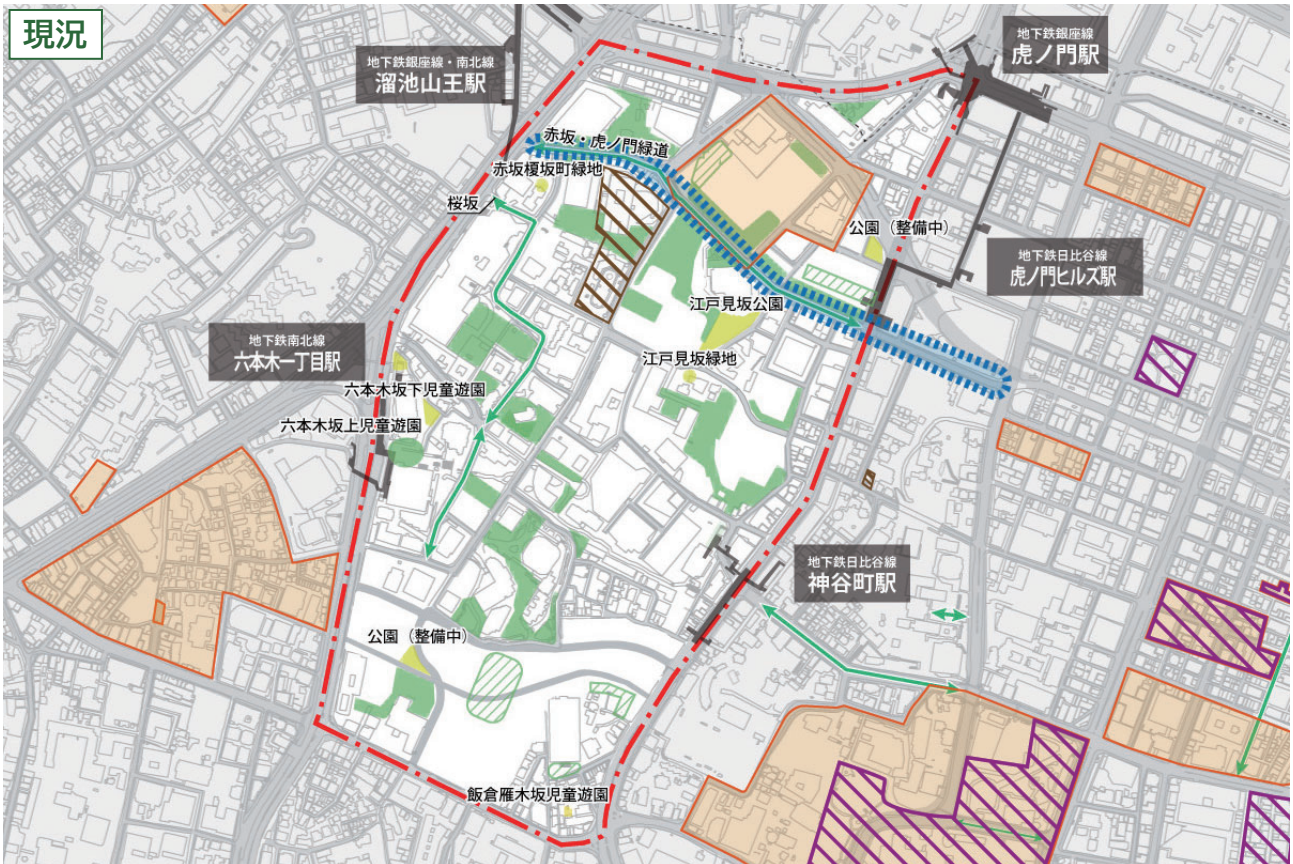 現況
地下鉄銀座線・南北線
溜池山王駅
地下鉄銀座線
虎ノ門駅
赤坂・虎ノ門緑道
赤坂榎坂町緑地
桜坂
公園（整備中）
地下鉄日比谷線
虎ノ門ヒルズ駅
江戸見坂公園
地下鉄南北線
六本木一丁目駅
江戸見坂緑地
六本木坂下児童遊園
六本木坂上児童遊園
地下鉄日比谷線
神谷町駅
公園（整備中）
飯倉雁木坂児童遊園